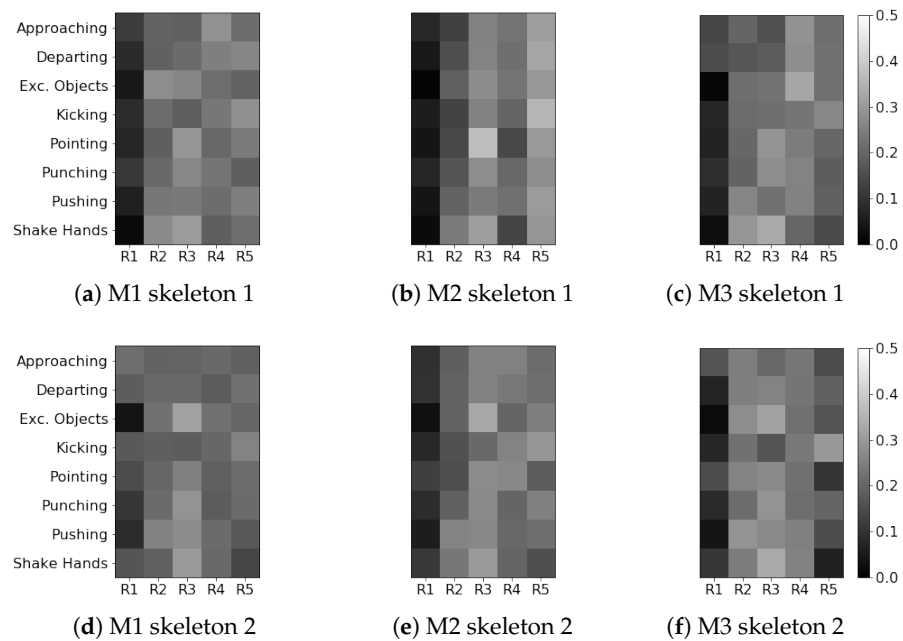 Approaching
Departing
Exc. Objects
Kicking
Pointing
Punching
Pushing
Shake Hands
R1 R2 R3 R4 R5
R1 R2 R3 R4 R5
R1 R2 R3 R4 R5
0.5
0.4
0.3
0.2
0.1
0.0
(a) M1 skeleton 1
(b) M2 skeleton 1
(c) M3 skeleton 1
Approaching
Departing
Exc. Objects
Kicking
Pointing
Punching
Pushing
Shake Hands
R1 R2 R3 R4 R5
R1 R2 R3 R4 R5
R1 R2 R3 R4 R5
0.5
0.4
0.3
0.2
0.1
0.0
(d) M1 skeleton 2
(e) M2 skeleton 2
(f) M3 skeleton 2